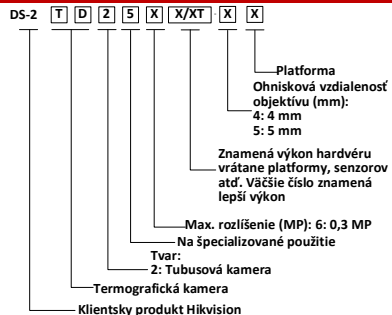 DS-2 T D 2 5 X X/XT - X X
Platforma
Ohnisková vzdialenosť
objektívu (mm):
4: 4 mm
5: 5 mm
Znamená výkon hardvéru
vrátane platformy, senzorov
atď. Väčšie číslo znamená
lepší výkon
Max. rozlíšenie (MP): 6: 0,3 MP
Na špecializované použitie
Tvar:
2: Tubusová kamera
Termografická kamera
Klientsky produkt Hikvision